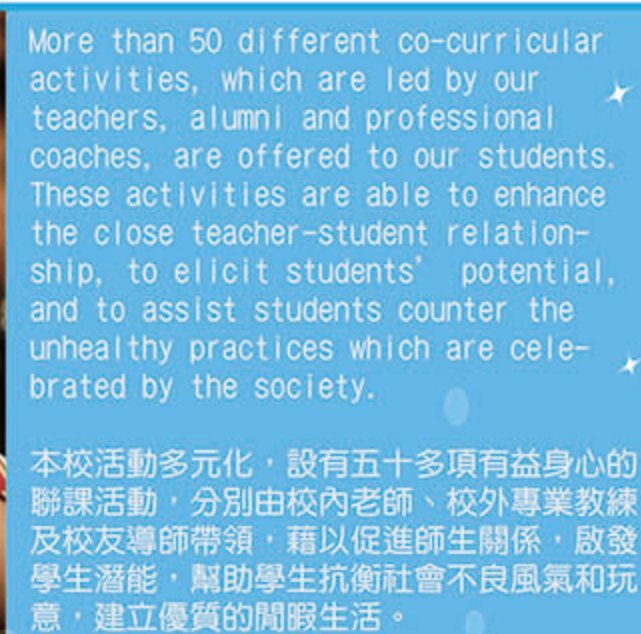 More than 50 different co-curricular
activities, which are led by our
teachers, alumni and professional
coaches, are offered to our students.
These activities are able to enhance
the close teacher-student relation-
ship, to elicit students' potential,
and to assist students counter the
unhealthy practices which are cele-
brated by the society.
本校活動多元化，設有五十多項有益身心的
聯課活動，分別由校內老師、校外專業教練
及校友導師帶領，藉以促進師生關係，啟發
學生潛能，幫助學生抗衡社會不良風氣和玩
意，建立優質的閒暇生活。